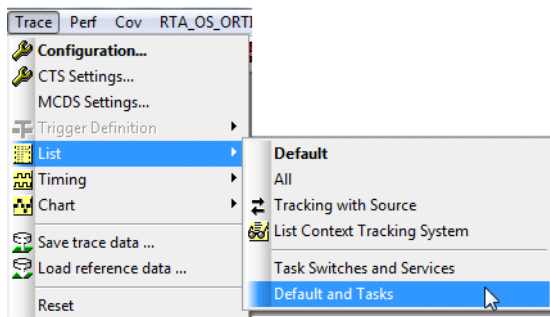 Trace Perf Cov RTA_OS_ORTI
Configuration...
CTS Settings...
MCDS Settings...
Trigger Definition
List
Timing
Chart
Save trace data ...
Load reference data ...
Reset
Default
All
Tracking with Source
List Context Tracking System
Task Switches and Services
Default and Tasks